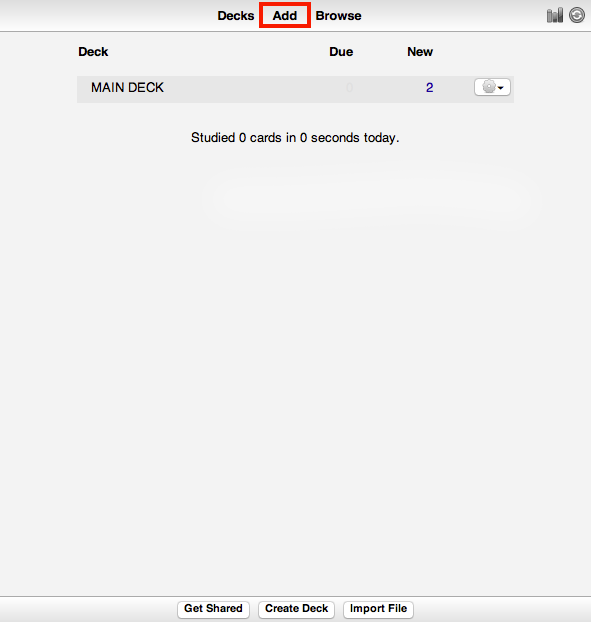 Decks Add Browse
Deck Due New
MAIN DECK 0 2
Studied 0 cards in 0 seconds today.
Get Shared Create Deck Import File